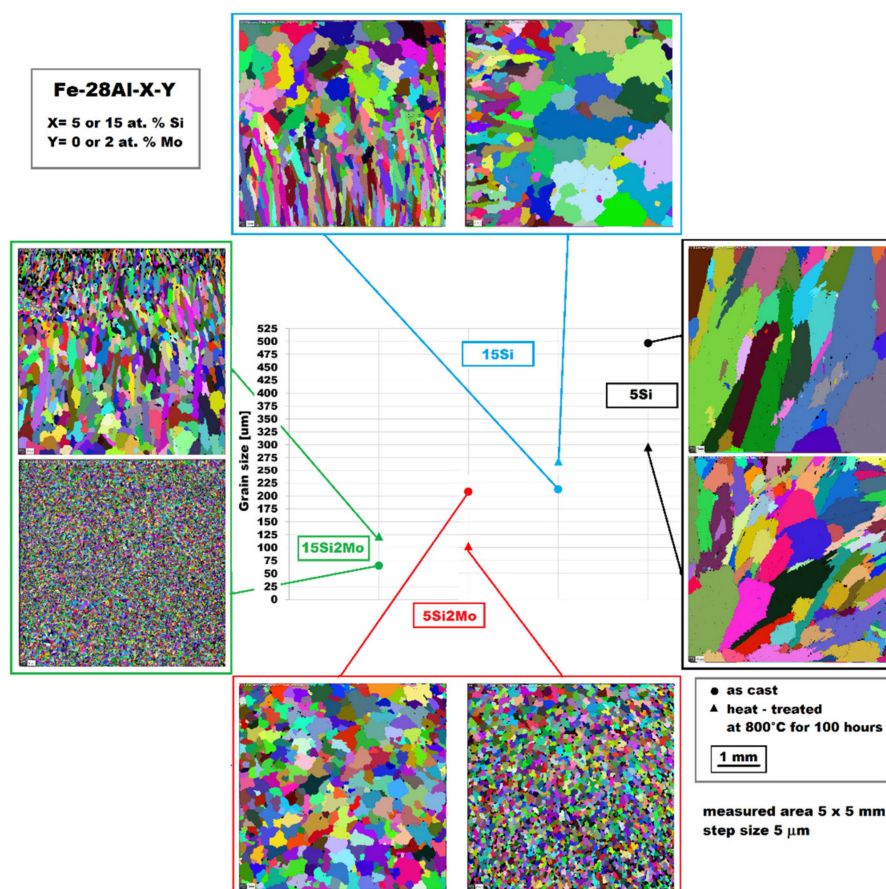 Fe-28Al-X-Y
X= 5 or 15 at. % Si
Y= 0 or 2 at. % Mo
Grain size [um]
525
500
475
450
425
400
375
350
325
300
275
250
225
200
175
150
125
100
75
50
25
0
15Si
5Si
15Si2Mo
5Si2Mo
as cast
heat - treated
at 800°C for 100 hours
1 mm
measured area 5 x 5 mm
step size 5 μm